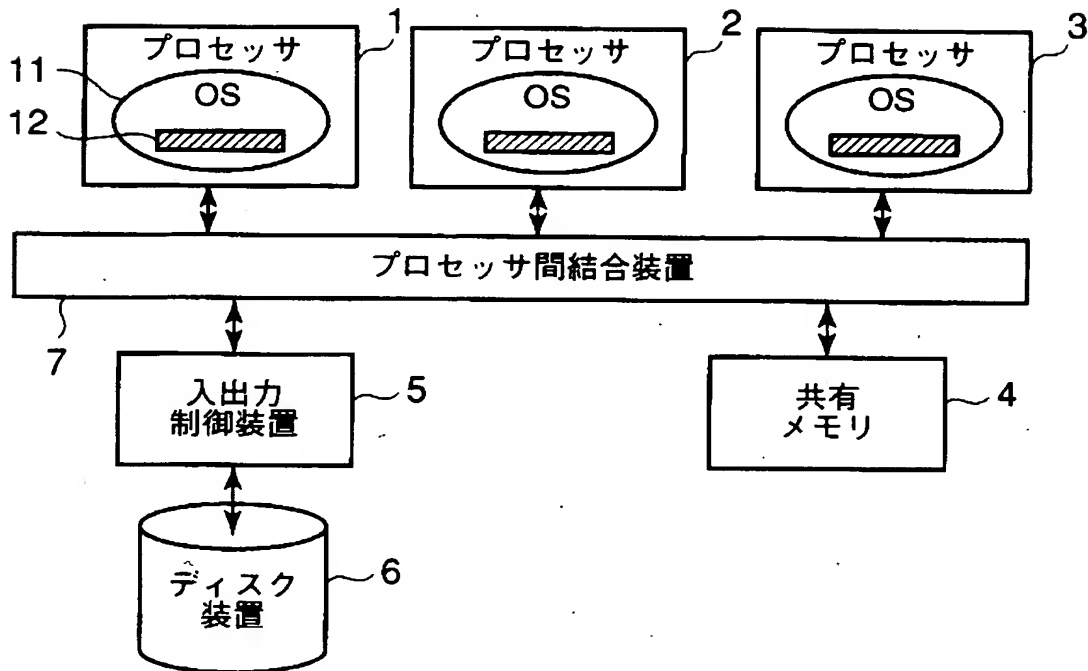 プロセッサ
1
プロセッサ
2
プロセッサ
3
11
OS
OS
OS
12
プロセッサ間結合装置
7
入出力
制御装置
5
共有
メモリ
4
ディスク
装置
6